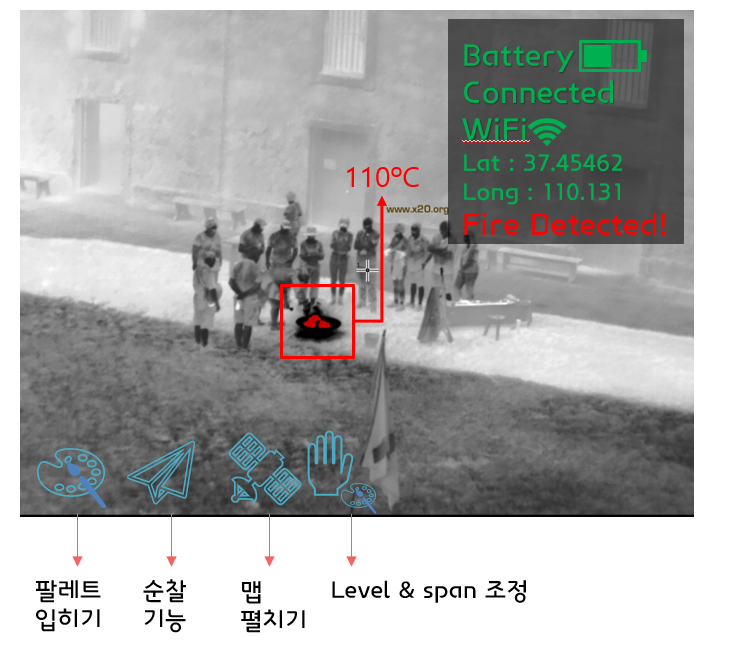 Battery
Connected
WiFi
Lat : 37.45462
Long : 110.131
Fire Detected!
110℃
www.x20.org
팔레트
입히기
순찰
기능
맵
펼치기
Level & span 조정